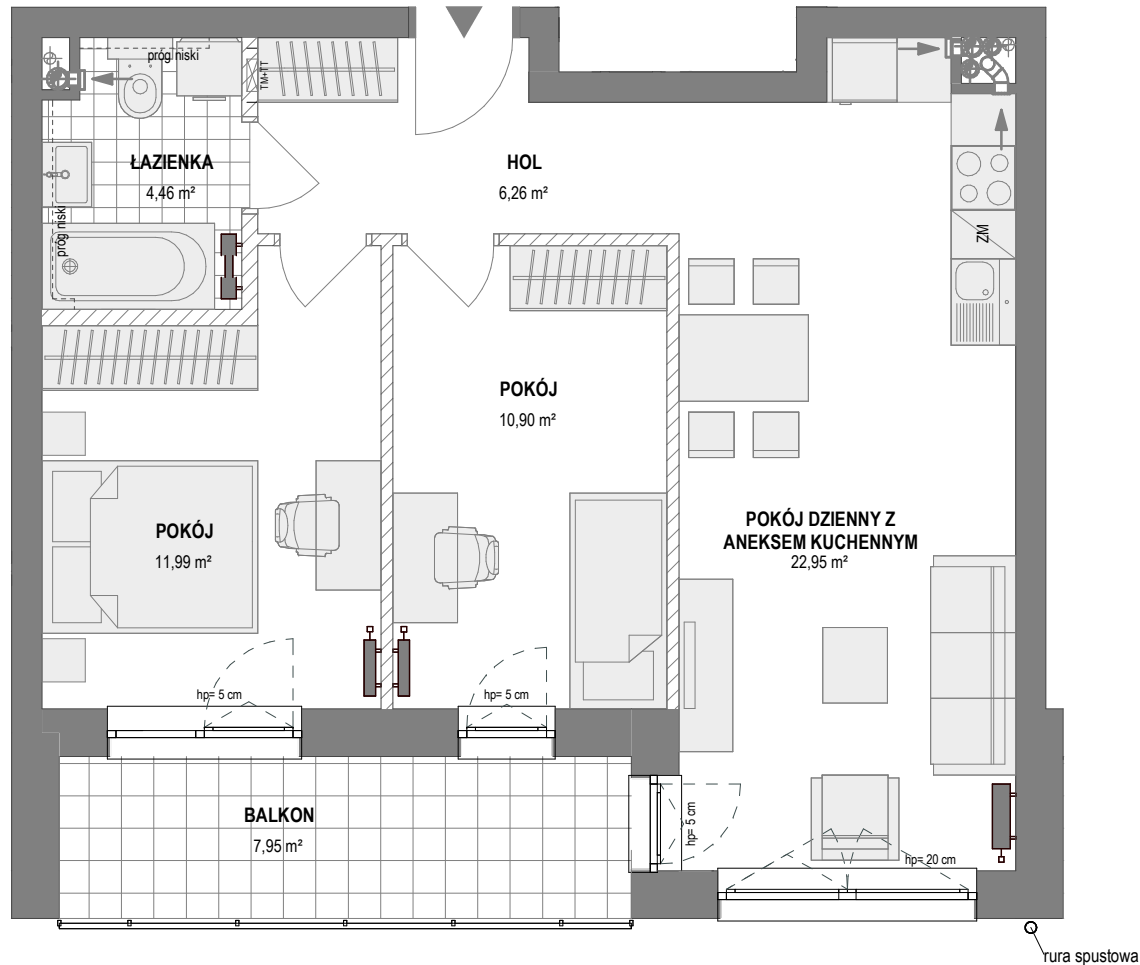 próg niski
TM+TT
ŁAZIENKA
4,46 m²
HOL
6,26 m²
próg niski
ZM
POKÓJ
10,90 m²
POKÓJ
11,99 m²
POKÓJ DZIENNY Z
ANEKSEM KUCHENNYM
22,95 m²
hp= 5 cm
hp= 5 cm
BALKON
7,95 m²
hp= 5 cm
hp= 20 cm
rura spustowa